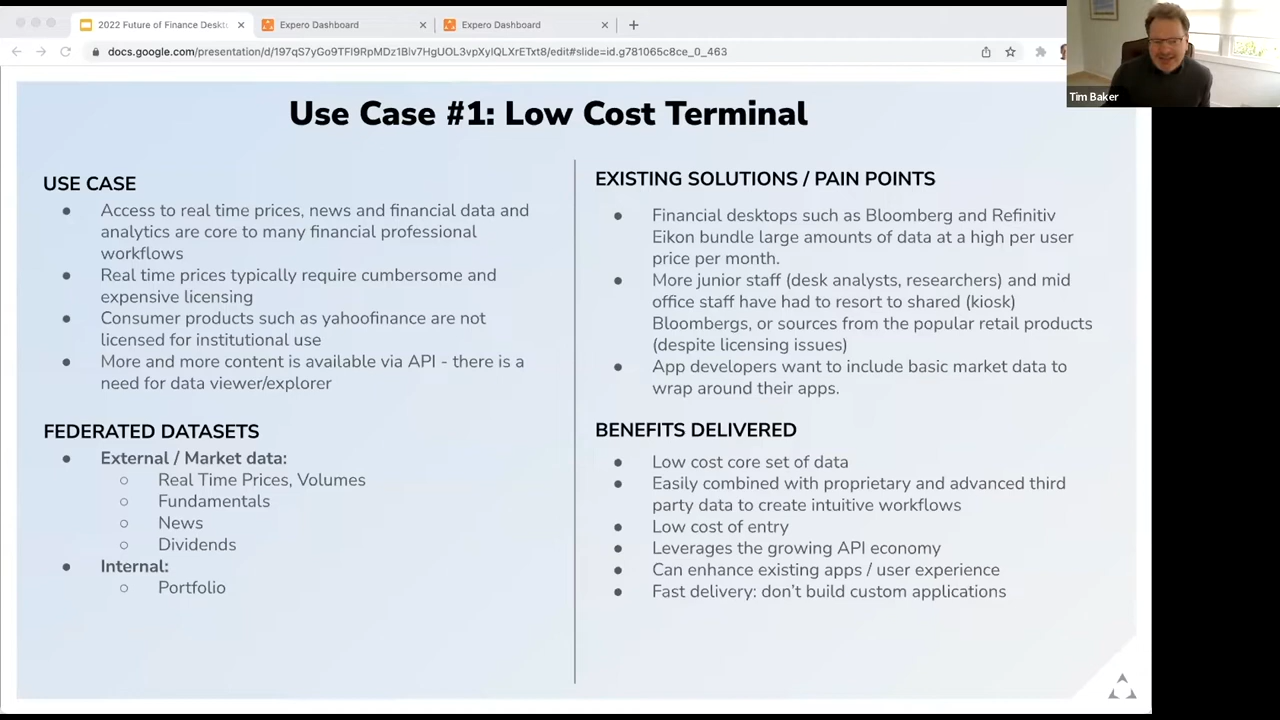 2022 Future of Finance Deskt
Expero Dashboard
Expero Dashboard
docs.google.com/presentation/d/197qS7yGo9TFl9RpMDz1Blv7HgUOL3vpXylQLXrETxt8/edit#slide=id.g781065c8ce_0_463
Tim Baker
Use Case #1: Low Cost Terminal
USE CASE
● Access to real time prices, news and financial data and
analytics are core to many financial professional
workflows
● Real time prices typically require cumbersome and
expensive licensing
● Consumer products such as yahoofinance are not
licensed for institutional use
● More and more content is available via API - there is a
need for data viewer/explorer
FEDERATED DATASETS
● External / Market data:
○ Real Time Prices, Volumes
○ Fundamentals
○ News
○ Dividends
● Internal:
○ Portfolio
EXISTING SOLUTIONS / PAIN POINTS
● Financial desktops such as Bloomberg and Refinitiv
Eikon bundle large amounts of data at a high per user
price per month.
● More junior staff (desk analysts, researchers) and mid
office staff have had to resort to shared (kiosk)
Bloombergs, or sources from the popular retail products
(despite licensing issues)
● App developers want to include basic market data to
wrap around their apps.
BENEFITS DELIVERED
● Low cost core set of data
● Easily combined with proprietary and advanced third
party data to create intuitive workflows
● Low cost of entry
● Leverages the growing API economy
● Can enhance existing apps / user experience
● Fast delivery: don’t build custom applications